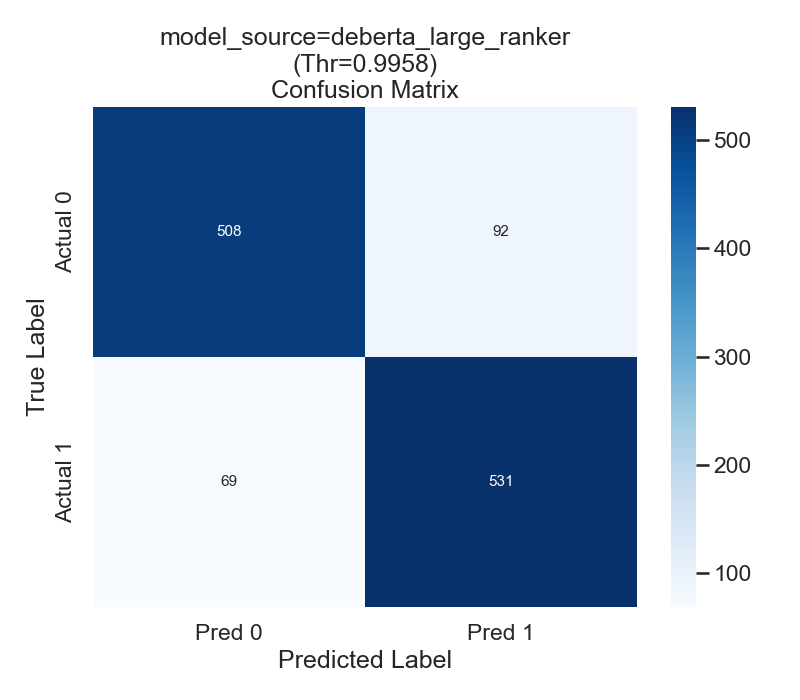 model_source=deberta_large_ranker
(Thr=0.9958)
Confusion Matrix
True Label
Actual 0
508
92
Actual 1
69
531
Pred 0
Pred 1
Predicted Label
500
400
300
200
100